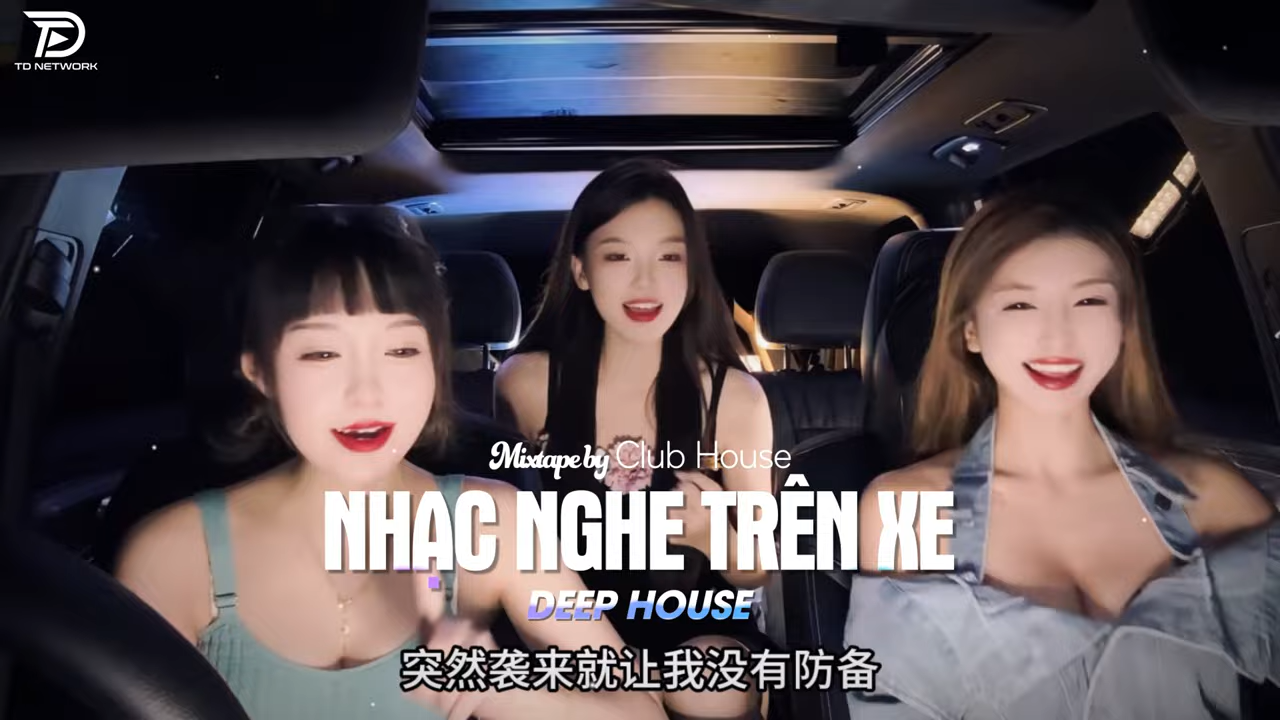 TD NETWORK
Mixtape by Club House
NHẠC NGHE TRÊN XE
DEEP HOUSE
突然袭来就让我没有防备